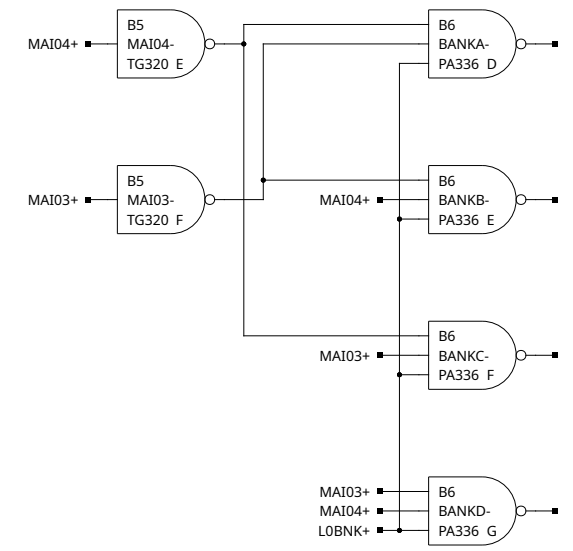 B5
MAI04+ MAI04-
TG320 E
B6
BANKA-
PA336 D
B5
MAI03+ MAI03-
TG320 F
B6
MAI04+ BANKB-
PA336 E
B6
MAI03+ BANKC-
PA336 F
MAI03+ B6
MAI04+ BANKD-
L0BNK+ PA336 G